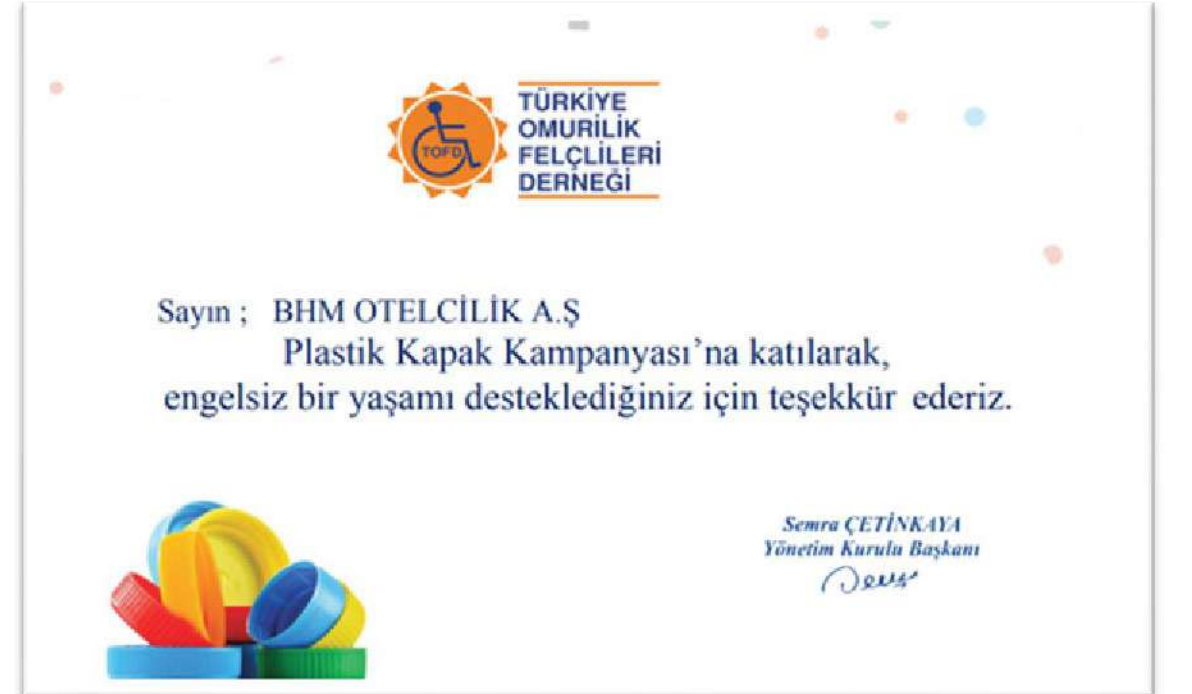 TOFD
TÜRKİYE
OMURİLİK
FELÇLİLERİ
DERNEĞİ
Sayın ; BHM OTELCİLİK A.Ş
Plastik Kapak Kampanyası’na katılarak,
engelsiz bir yaşamı desteklediğiniz için teşekkür ederiz.
Semra ÇETİNKAYA
Yönetim Kurulu Başkanı